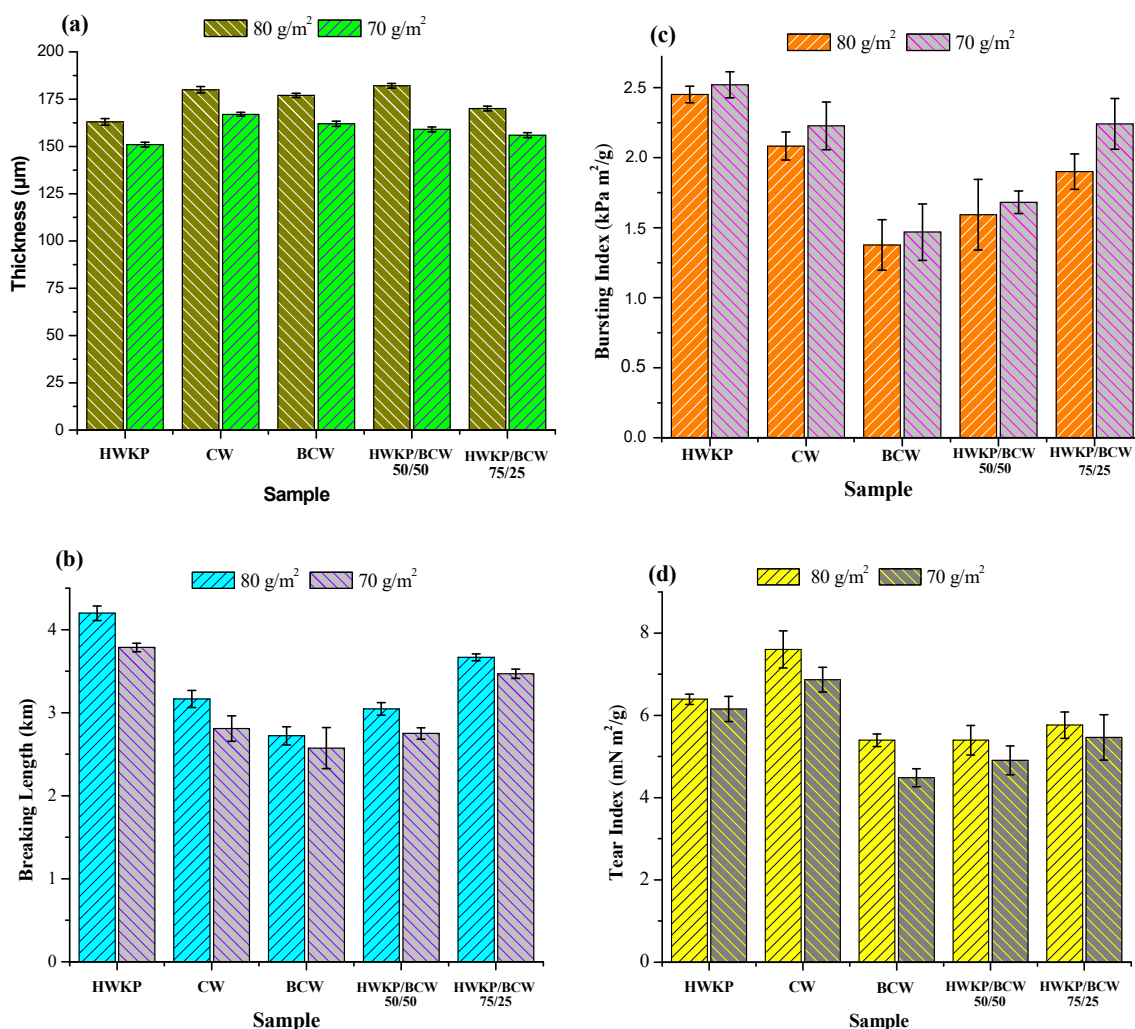 (a)
80 g/m² 70 g/m²
200
175
150
125
100
75
50
25
0
Thickness (µm)
HWKP CW BCW HWKP/BCW HWKP/BCW
50/50 75/25
Sample
(c)
80 g/m² 70 g/m²
2.5
2.0
1.5
1.0
0.5
0.0
Bursting Index (kPa m²/g)
HWKP CW BCW HWKP/BCW HWKP/BCW
50/50 75/25
Sample
(b)
80 g/m² 70 g/m²
4
3
2
1
0
Breaking Length (km)
HWKP CW BCW HWKP/BCW HWKP/BCW
50/50 75/25
Sample
(d)
80 g/m² 70 g/m²
8
6
4
2
0
Tear Index (mN m²/g)
HWKP CW BCW HWKP/BCW HWKP/BCW
50/50 75/25
Sample